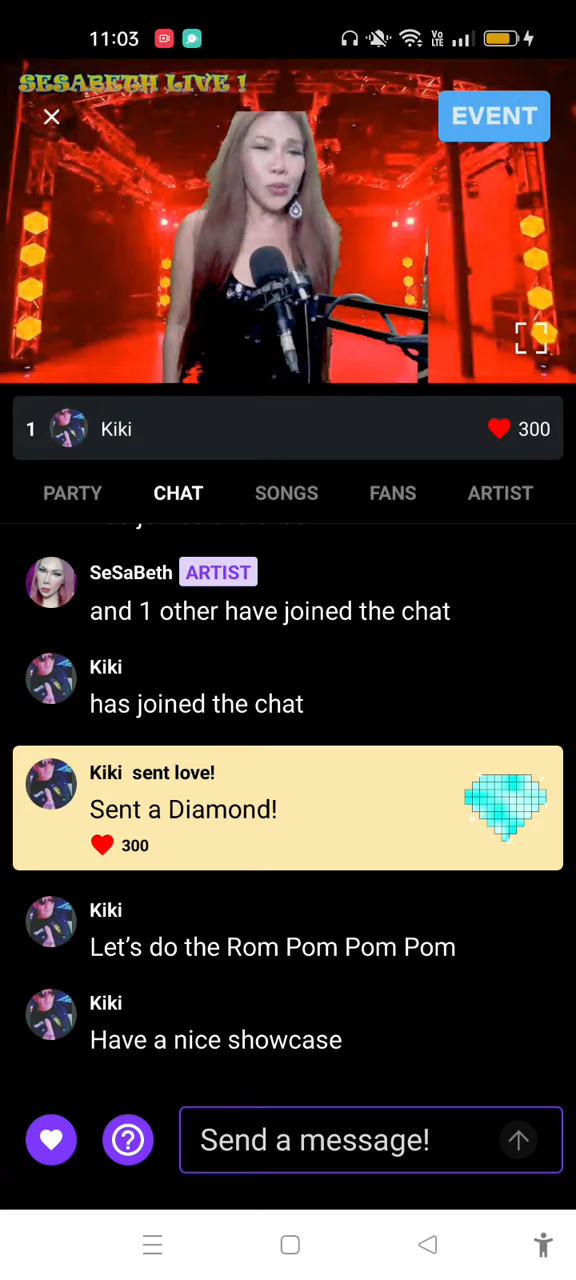 11:03
Vo
LTE
SESABETH LIVE !
EVENT
1 Kiki 300
PARTY CHAT SONGS FANS ARTIST
SeSaBeth ARTIST
and 1 other have joined the chat
Kiki
has joined the chat
Kiki sent love!
Sent a Diamond!
300
Kiki
Let’s do the Rom Pom Pom Pom
Kiki
Have a nice showcase
Send a message!